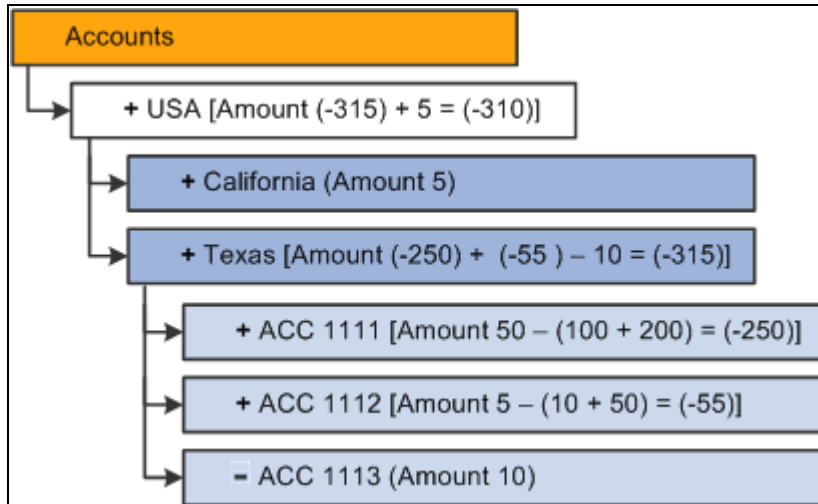 Accounts
+ USA [Amount (-315) + 5 = (-310)]
+ California (Amount 5)
+ Texas [Amount (-250) + (-55 ) – 10 = (-315)]
+ ACC 1111 [Amount 50 – (100 + 200) = (-250)]
+ ACC 1112 [Amount 5 – (10 + 50) = (-55)]
- ACC 1113 (Amount 10)